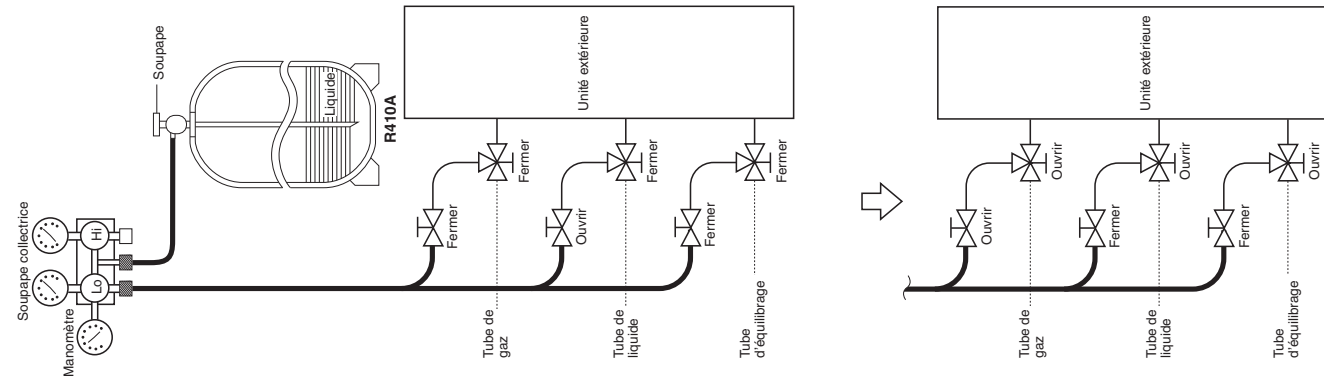 Soupape collectrice
Manomètre
Lo
Hi
Soupape
Liquide
R410A
Unité extérieure
Fermer
Fermer
Fermer
Fermer
Ouvrir
Fermer
Tube de
gaz
Tube de
liquide
Tube
d'équilibrage
Unité extérieure
Ouvrir
Ouvrir
Ouvrir
Ouvrir
Fermer
Fermer
Tube de
gaz
Tube de
liquide
Tube
d'équilibrage